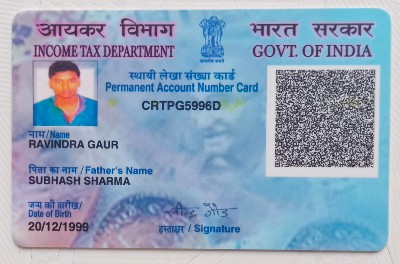 आयकर विभाग
INCOME TAX DEPARTMENT
भारत सरकार
GOVT. OF INDIA
स्थायी लेखा संख्या कार्ड
Permanent Account Number Card
CRTPG5996D
नाम/Name
RAVINDRA GAUR
पिता का नाम/Father's Name
SUBHASH SHARMA
जन्म की तारीख/
Date of Birth
20/12/1999
रवीन्द्र गौड़
हस्ताक्षर/Signature